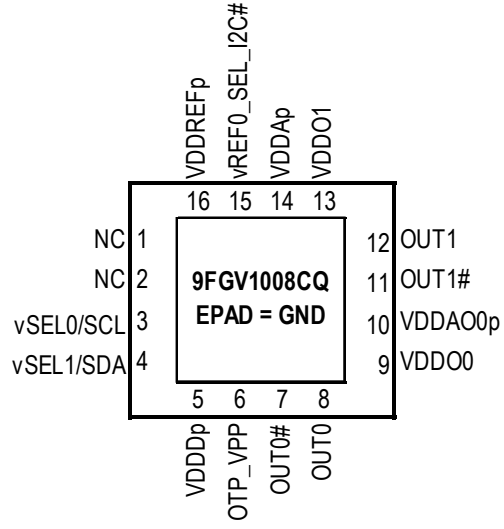 VDDREFp
vREF0_SEL_I2C#
VDDAp
VDDO1
16 15 14 13
NC 1
NC 2
vSEL0/SCL 3
vSEL1/SDA 4
9FGV1008CQ
EPAD = GND
12 OUT1
11 OUT1#
10 VDDAO0p
9 VDDO0
5 6 7 8
VDDDp
OTP_VPP
OUT0#
OUT0